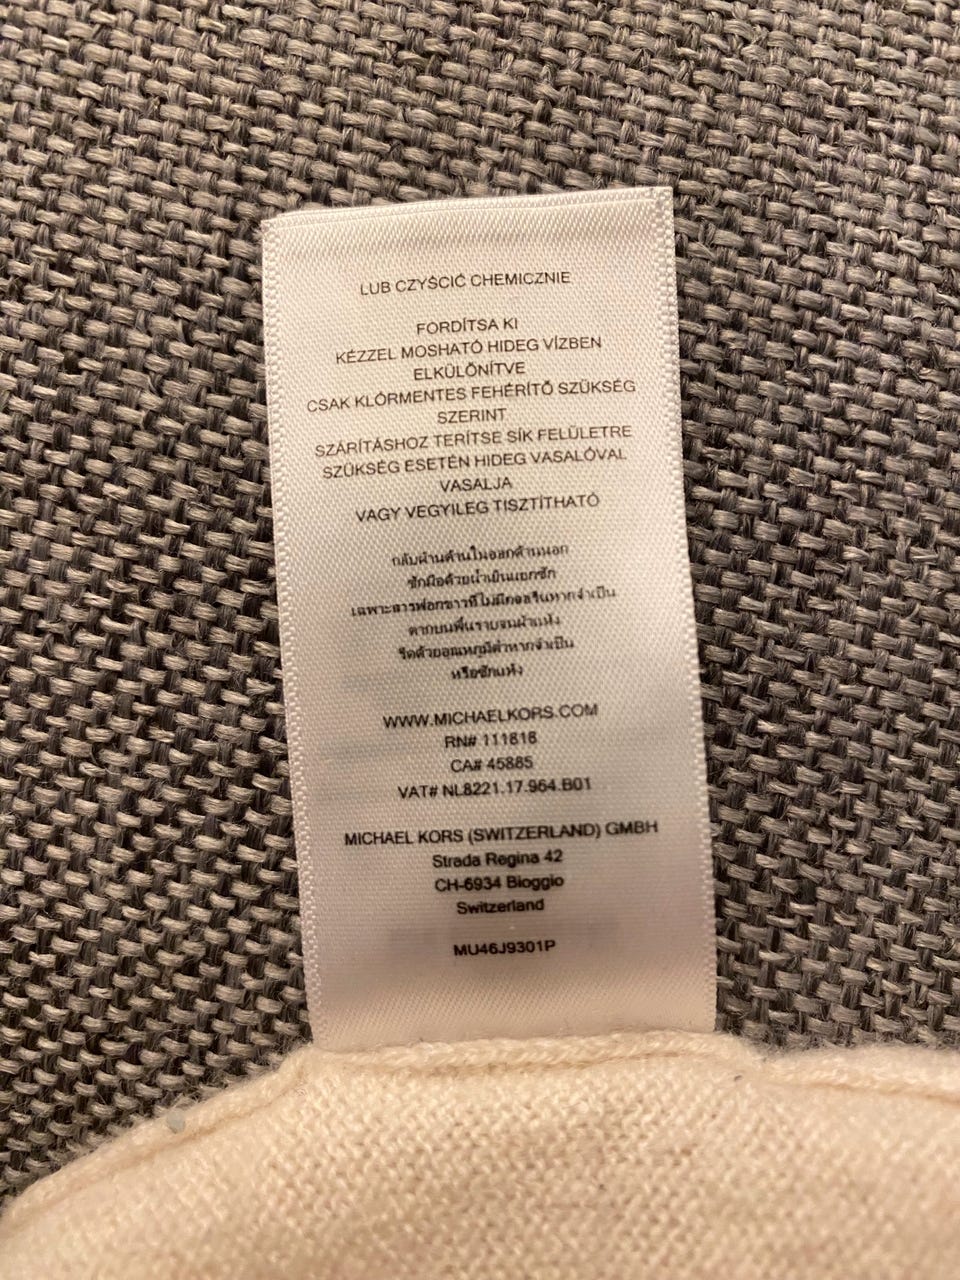 LUB CZYŚCIĆ CHEMICZNIE
FORDÍTSA KI
KÉZZEL MOSHATÓ HIDEG VÍZBEN
ELKÜLÖNÍTVE
CSAK KLÓRMENTES FEHÉRÍTŐ SZÜKSÉG
SZERINT
SZÁRÍTÁSHOZ TERÍTSE SÍK FELÜLETRE
SZÜKSÉG ESETÉN HIDEG VASALÓVAL
VASALJA
VAGY VEGYILEG TISZTÍTHATÓ
กลับผ้านด้านในออกด้านนอก
ซักมือด้วยน้ำเย็นแยกซัก
เฉพาะสารฟอกขาวที่ไม่มีคลอรีนหากจำเป็น
ตากบนพื้นราบจนผ้าแห้ง
รีดด้วยอุณหภูมิต่ำหากจำเป็น
หรือซักแห้ง
WWW.MICHAELKORS.COM
RN# 111818
CA# 45885
VAT# NL8221.17.964.B01
MICHAEL KORS (SWITZERLAND) GMBH
Strada Regina 42
CH-6934 Bioggio
Switzerland
MU46J9301P